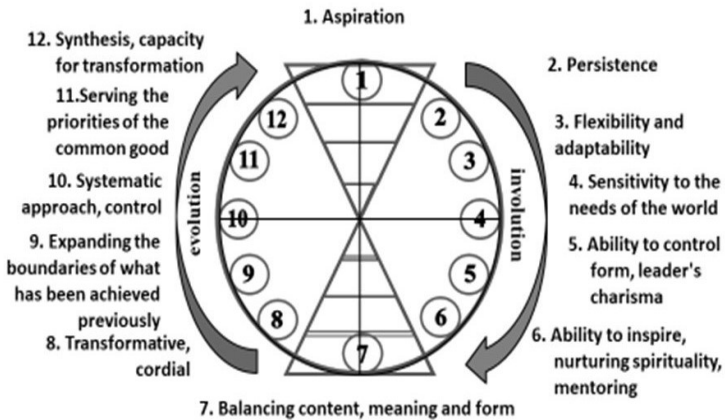 1. Aspiration
12. Synthesis, capacity
for transformation
11.Serving the
priorities of the
common good
10. Systematic
approach, control
9. Expanding the
boundaries of what
has been achieved
previously
8. Transformative,
cordial
evolution
1
2
3
4
5
6
7
8
9
10
11
12
involution
2. Persistence
3. Flexibility and
adaptability
4. Sensitivity to the
needs of the world
5. Ability to control
form, leader's
charisma
6. Ability to inspire,
nurturing spirituality,
mentoring
7. Balancing content, meaning and form